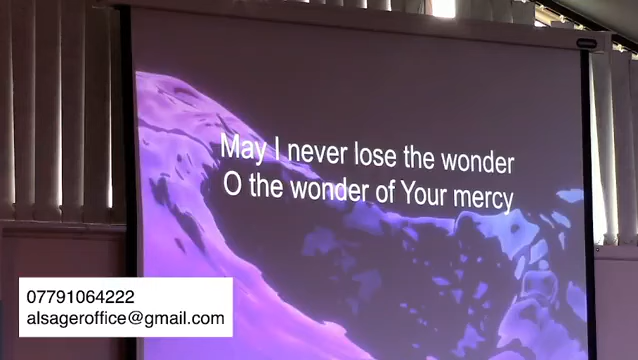 May I never lose the wonder
O the wonder of Your mercy
07791064222
alsageroffice@gmail.com